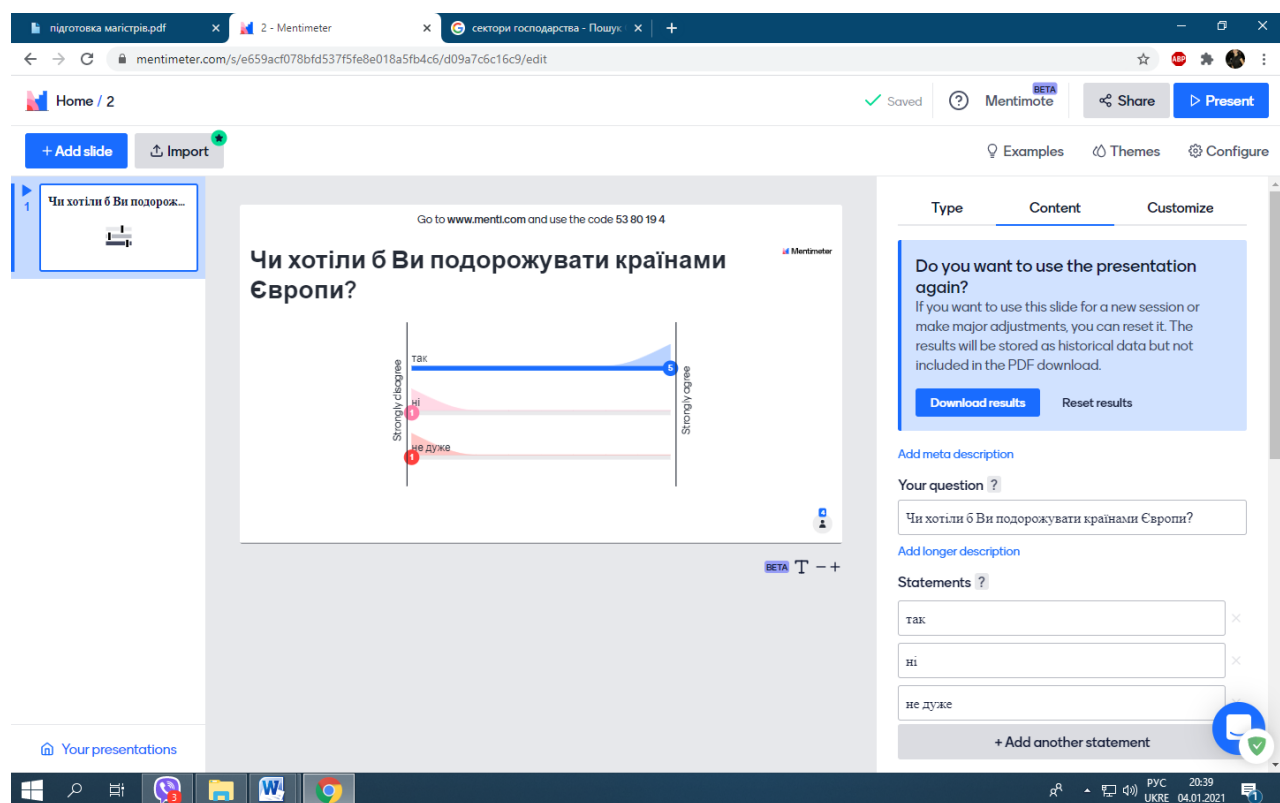 підготовка магістрів.pdf
2 - Mentimeter
сектори господарства - Пошук
mentimeter.com/s/e659acf078bfd537f5fe8e018a5fb4c6/d09a7c6c16c9/edit
ABP
Home / 2
Saved
?
BETA
Mentimote
Share
Present
+ Add slide
Import
Examples
Themes
Configure
1
Чи хотіли б Ви подорож...
Go to www.menti.com and use the code 53 80 19 4
Чи хотіли б Ви подорожувати країнами
Європи?
Mentimeter
Strongly disagree
так
5
ні
1
не дуже
1
Strongly agree
4
BETA T − +
Type
Content
Customize
Do you want to use the presentation
again?
If you want to use this slide for a new session or
make major adjustments, you can reset it. The
results will be stored as historical data but not
included in the PDF download.
Download results
Reset results
Add meta description
Your question ?
Чи хотіли б Ви подорожувати країнами Європи?
Add longer description
Statements ?
так
ні
не дуже
+ Add another statement
Your presentations
3
W
РУС
UKRE
20:39
04.01.2021
1